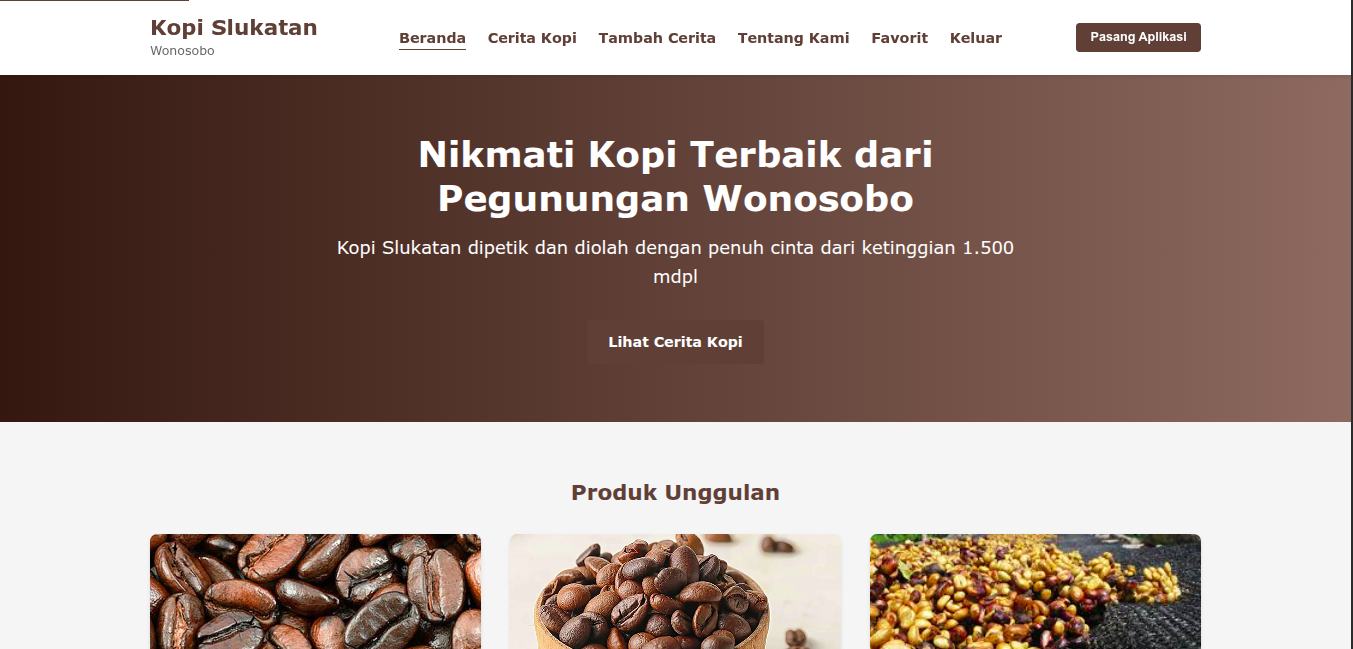 Kopi Slukatan
Wonosobo
Beranda
Cerita Kopi
Tambah Cerita
Tentang Kami
Favorit
Keluar
Pasang Aplikasi
Nikmati Kopi Terbaik dari
Pegunungan Wonosobo
Kopi Slukatan dipetik dan diolah dengan penuh cinta dari ketinggian 1.500
mdpl
Lihat Cerita Kopi
Produk Unggulan